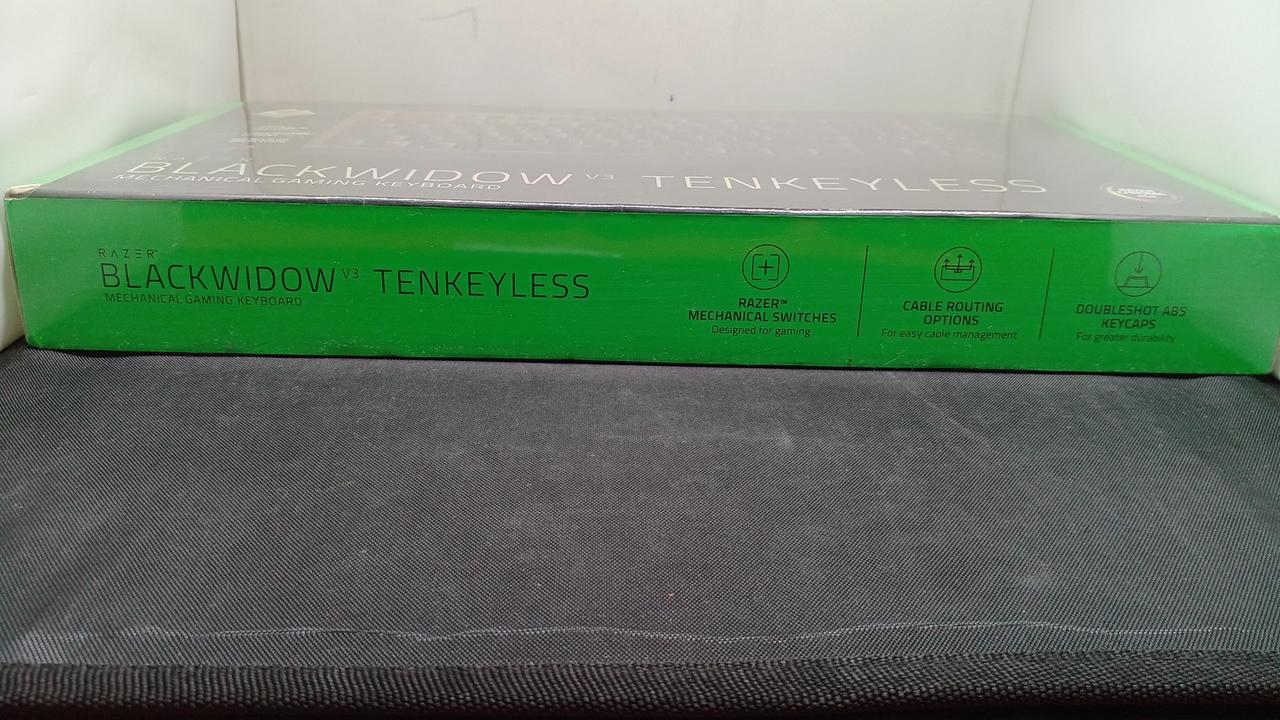 BLACKWIDOW V3 TENKEYLESS
MECHANICAL GAMING KEYBOARD
RAZER™
BLACKWIDOW V3 TENKEYLESS
MECHANICAL GAMING KEYBOARD
RAZER™
MECHANICAL SWITCHES
Designed for gaming
CABLE ROUTING
OPTIONS
For easy cable management
DOUBLESHOT ABS
KEYCAPS
For greater durability